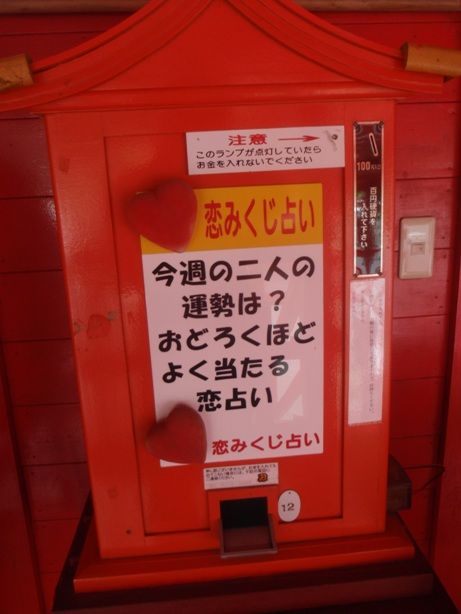 注意
このランプが点灯していたら
お金を入れないでください
100円
百円硬貨を
入れて下さい
恋みくじ占い
今週の二人の
運勢は?
おどろくほど
よく当たる
恋占い
恋みくじ占い
12